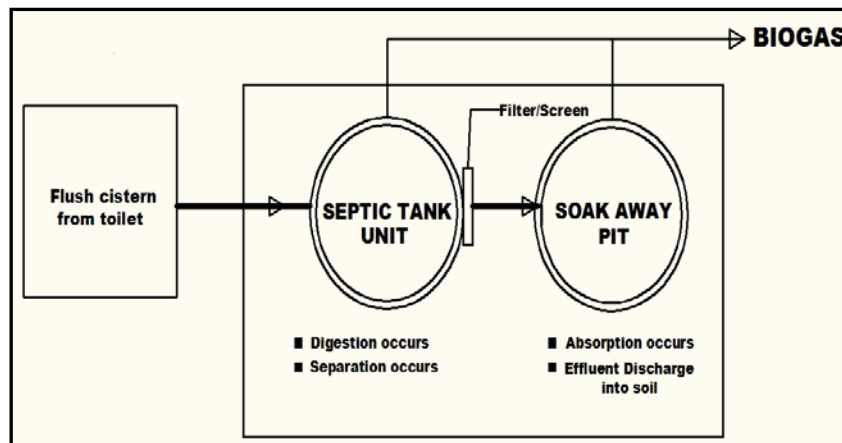 BIOGAS
Filter/Screen
Flush cistern
from toilet
SEPTIC TANK
UNIT
SOAK AWAY
PIT
■ Digestion occurs
■ Separation occurs
■ Absorption occurs
■ Effluent Discharge
into soil